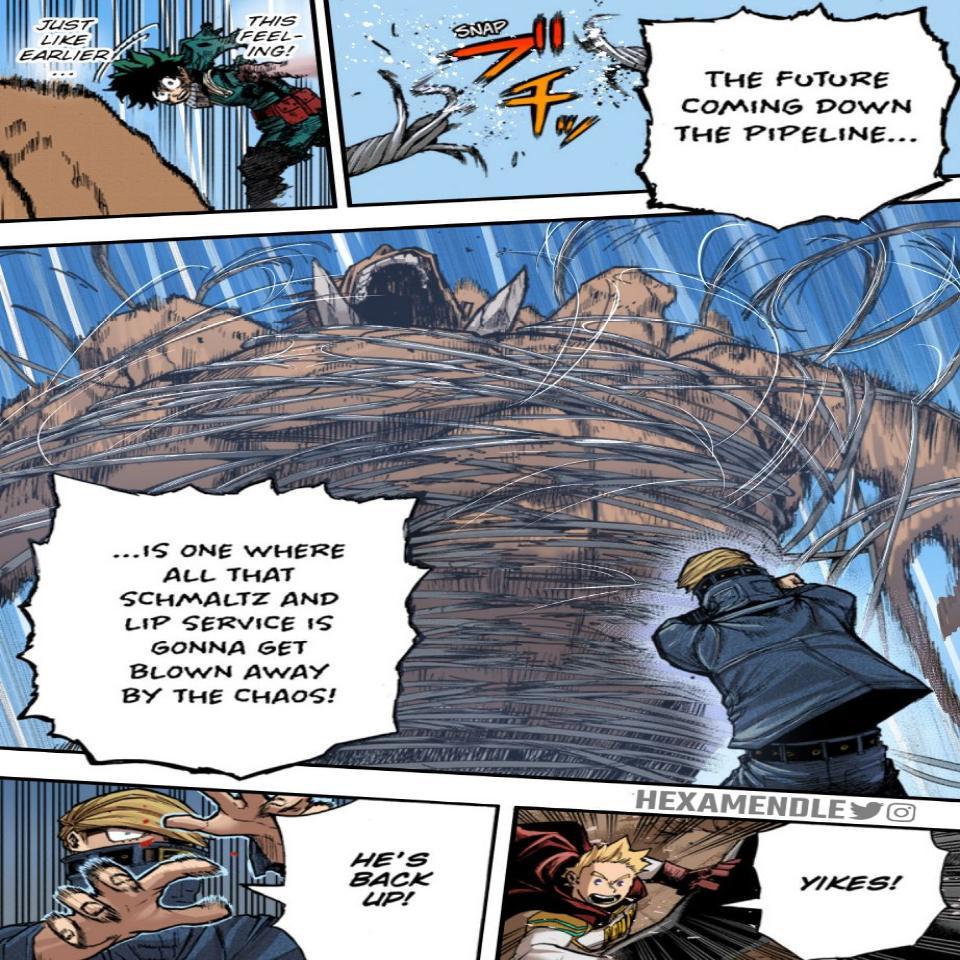 JUST
LIKE
EARLIER
...
THIS
FEEL-
ING!
SNAP
ブチッ
THE FUTURE
COMING DOWN
THE PIPELINE...
...IS ONE WHERE
ALL THAT
SCHMALTZ AND
LIP SERVICE IS
GONNA GET
BLOWN AWAY
BY THE CHAOS!
HEXAMENDLE
HE'S
BACK
UP!
YIKES!